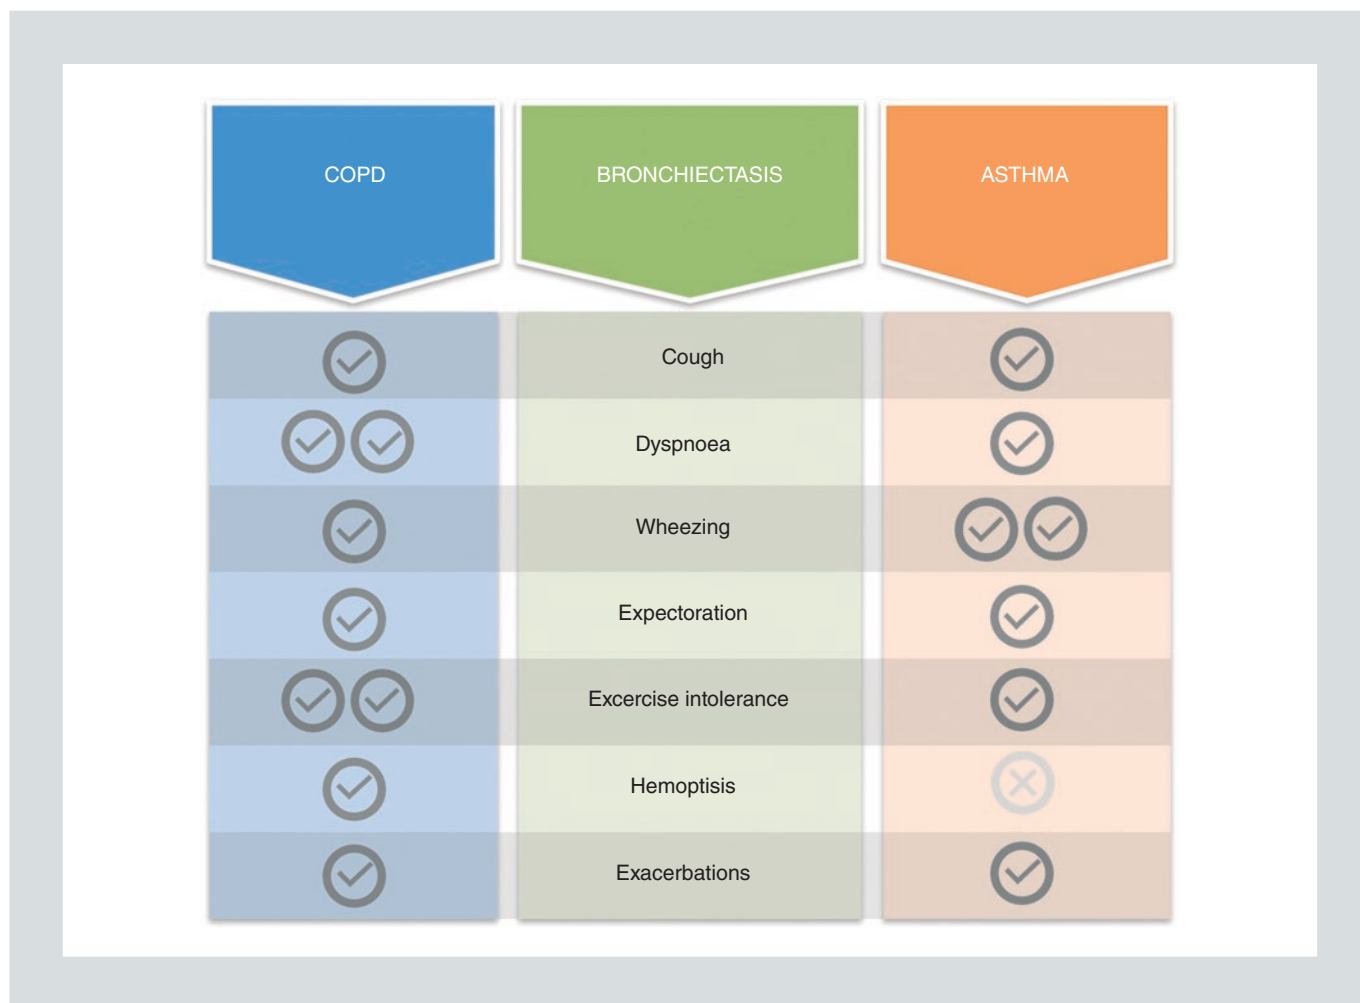 COPD
BRONCHIECTASIS
ASTHMA
Cough
Dyspnoea
Wheezing
Expectoration
Excercise intolerance
Hemoptisis
Exacerbations